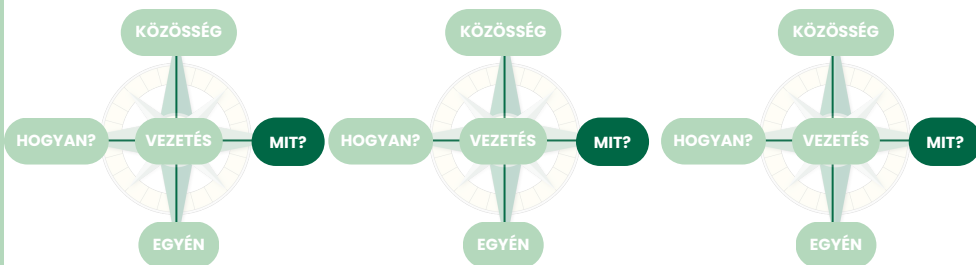 KÖZÖSSÉG KÖZÖSSÉG KÖZÖSSÉG
HOGYAN? VEZETÉS MIT? HOGYAN? VEZETÉS MIT? HOGYAN? VEZETÉS MIT?
EGYÉN EGYÉN EGYÉN